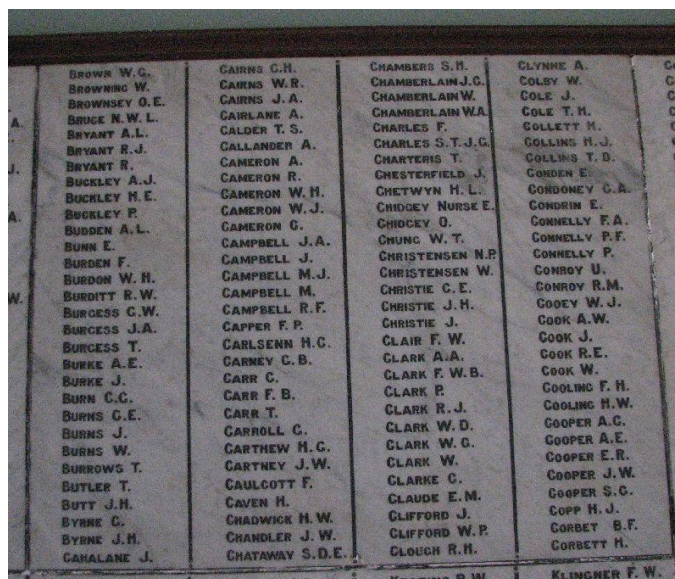 BROWN W.G.
BROWNING W.
BROWNSEY O.E.
BRUCE N.W.L.
BRYANT A.L.
BRYANT R.J.
BRYANT R.
BUCKLEY A.J.
BUCKLEY H.E.
BUCKLEY P.
BUDDEN A.L.
BUNN E.
BURDEN F.
BURDON W.H.
BURDITT R.W.
BURGESS G.W.
BURGESS J.A.
BURGESS T.
BURKE A.E.
BURKE J.
BURN C.C.
BURNS G.E.
BURNS J.
BURNS W.
BURROWS T.
BUTLER T.
BUTT J.H.
BYRNE C.
BYRNE J.H.
CAHALANE J.
CAIRNS C.H.
CAIRNS W.R.
CAIRNS J.A.
CAIRLANE A.
CALDER T.S.
CALLANDER A.
CAMERON A.
CAMERON R.
CAMERON W.H.
CAMERON W.J.
CAMERON G.
CAMPBELL J.A.
CAMPBELL J.
CAMPBELL M.J.
CAMPBELL M.
CAMPBELL R.F.
CAPPER F.P.
CARLSENN H.C.
CARNEY C.B.
CARR C.
CARR F.B.
CARR T.
CARROLL C.
CARTHEW H.G.
CARTNEY J.W.
CAULCOTT F.
CAVEN H.
CHADWICK H.W.
CHANDLER J.W.
CHATAWAY S.D.E.
CHAMBERS S.H.
CHAMBERLAIN J.G.
CHAMBERLAIN W.
CHAMBERLAIN W.A.
CHARLES F.
CHARLES S.T.J.G.
CHARTERIS T.
CHESTERFIELD J.
CHETWYN H.L.
CHIDGEY NURSE E.
CHIDGEY O.
CHUNG W.T.
CHRISTENSEN N.P.
CHRISTENSEN W.
CHRISTIE C.E.
CHRISTIE J.H.
CHRISTIE J.
CLAIR F.W.
CLARK A.A.
CLARK F.W.B.
CLARK P.
CLARK R.J.
CLARK W.D.
CLARK W.G.
CLARK W.
CLARKE C.
CLAUDE E.M.
CLIFFORD J.
CLIFFORD W.P.
CLOUGH R.H.
CLYNNE A.
COLBY W.
COLE J.
COLE T.H.
COLLETT H.
COLLINS H.J.
COLLINS T.D.
CONDEN E.
CONDONEY C.A.
CONDRIN E.
CONNELLY F.A.
CONNELLY P.F.
CONNELLY P.
CONROY U.
CONROY R.M.
COOEY W.J.
COOK A.W.
COOK J.
COOK R.E.
COOK W.
COOLING F.H.
COOLING H.W.
COOPER A.C.
COOPER A.E.
COOPER E.R.
COOPER J.W.
COOPER S.G.
COPP H.J.
CORBET B.F.
CORBETT H.
KLINGNER F.W.